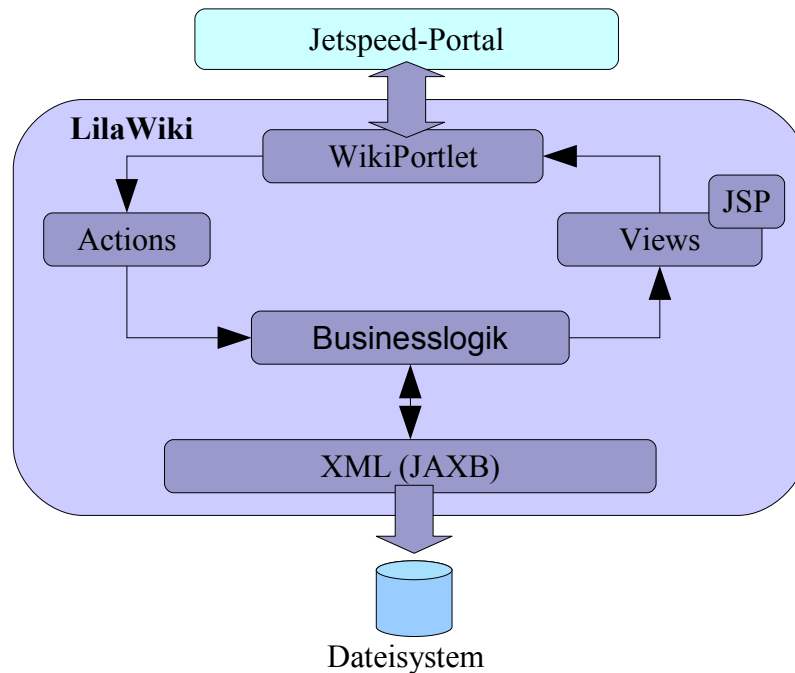 Jetspeed-Portal
LilaWiki
WikiPortlet
JSP
Actions
Views
Businesslogik
XML (JAXB)
Dateisystem